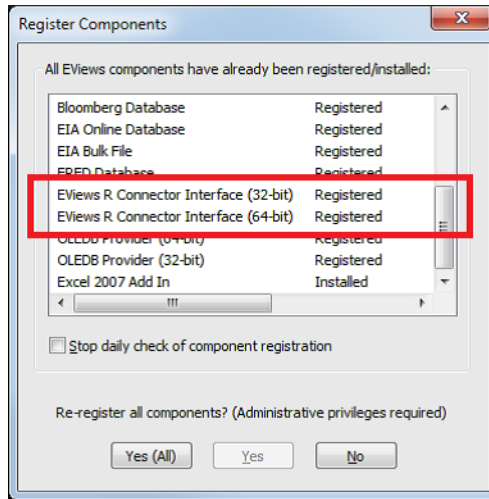 Register Components
All EViews components have already been registered/installed:
Bloomberg Database Registered
EIA Online Database Registered
EIA Bulk File Registered
FRED Database Registered
EViews R Connector Interface (32-bit) Registered
EViews R Connector Interface (64-bit) Registered
OLEDB Provider (64-bit) Registered
OLEDB Provider (32-bit) Registered
Excel 2007 Add In Installed
Stop daily check of component registration
Re-register all components? (Administrative privileges required)
Yes (All) Yes No